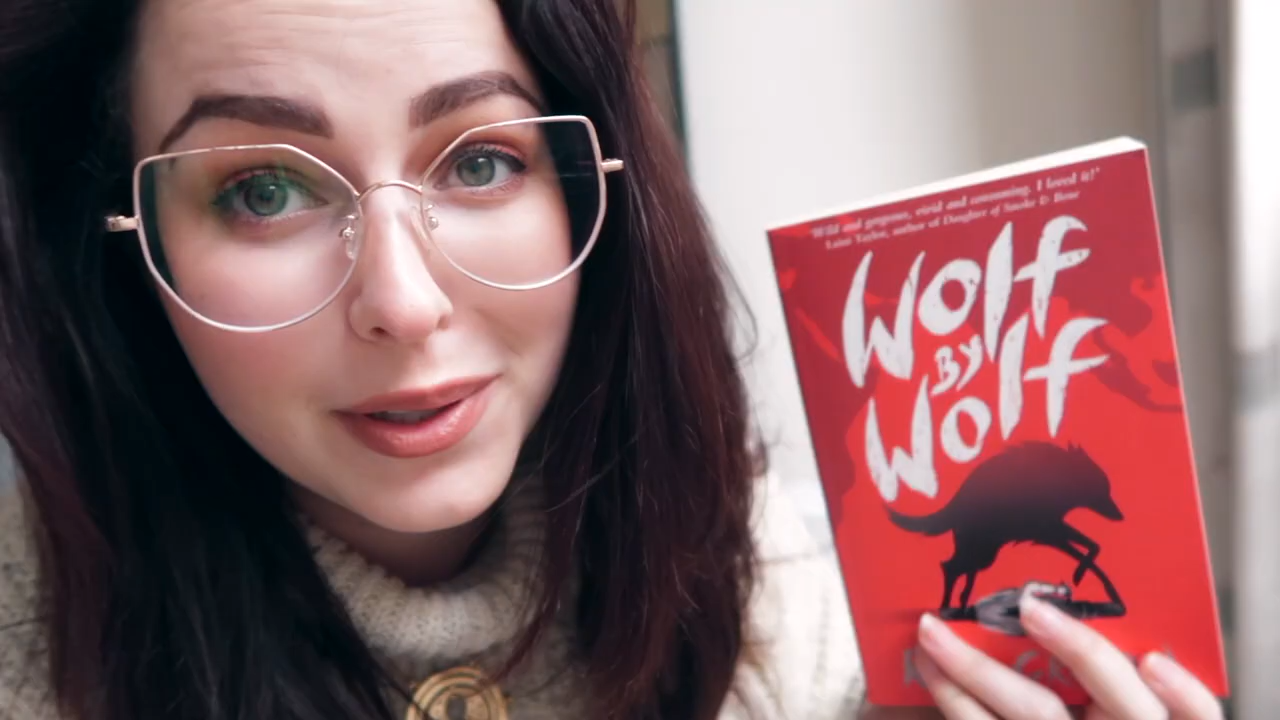 'Wild and gorgeous, vivid and consuming. I loved it!'
Laini Taylor, author of Daughter of Smoke & Bone
Wolf
BY
Wolf